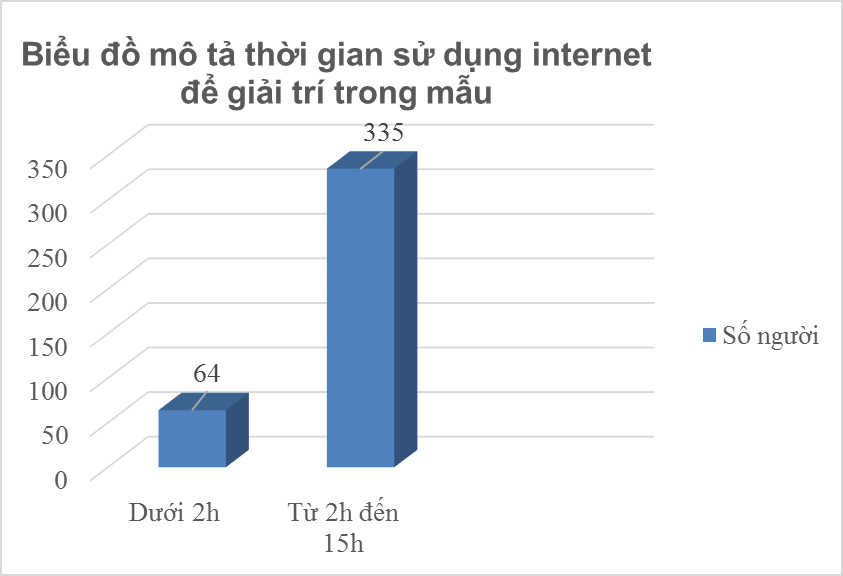 Biểu đồ mô tả thời gian sử dụng internet
để giải trí trong mẫu
335
350
300
250
200
150
100
50
0
64
Số người
Dưới 2h
Từ 2h đến
15h